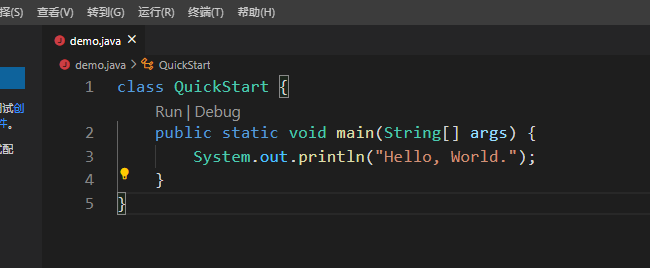 择(S) 查看(V) 转到(G) 运行(R) 终端(T) 帮助(H)
demo.java
demo.java > QuickStart
1 class QuickStart {
Run | Debug
2 public static void main(String[] args) {
试创
3 System.out.println("Hello, World.");
件。
4 }
配
5 }